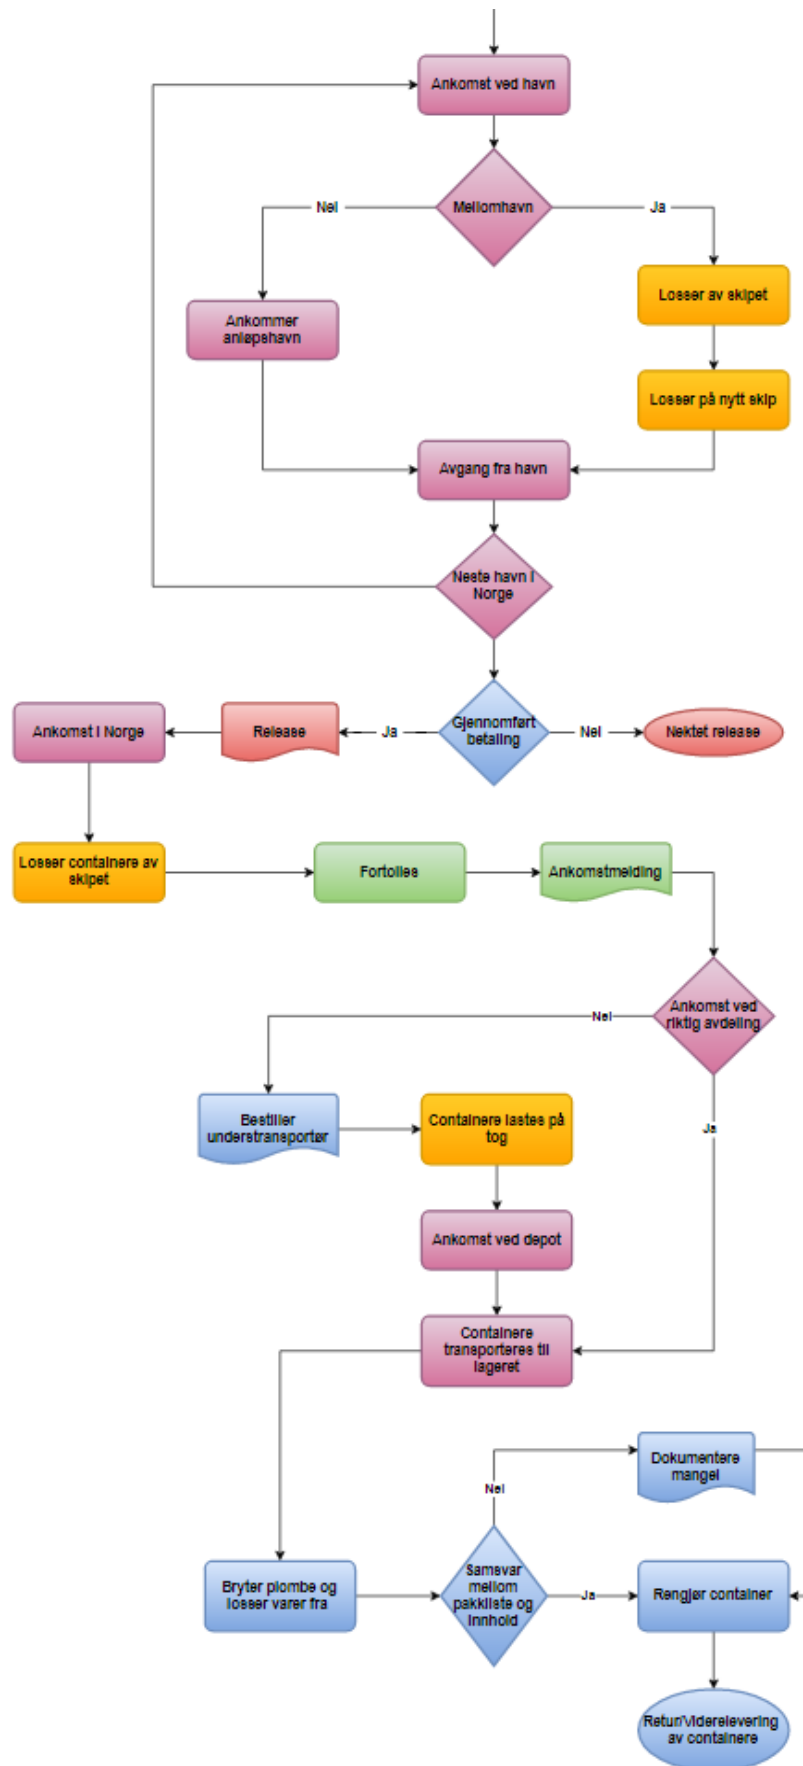 Ankomst ved havn
Mellomhavn
Nei
Ja
Losser av skipet
Ankommer
anløpshavn
Losser på nytt skip
Avgang fra havn
Neste havn i
Norge
Gjennomført
betaling
Ja
Nei
Release
Nektet release
Ankomst i Norge
Losser containere av
skipet
Fortolles
Ankomstmelding
Ankomst ved
riktig avdeling
Nei
Ja
Bestiller
understransportør
Containere lastes på
tog
Ankomst ved depot
Containere
transporteres til
lageret
Dokumentere
mangel
Nei
Bryter plombe og
losser varer fra
Samsvar
mellom
pakkliste og
innhold
Ja
Rengjør container
Retur/Viderelevering
av containere